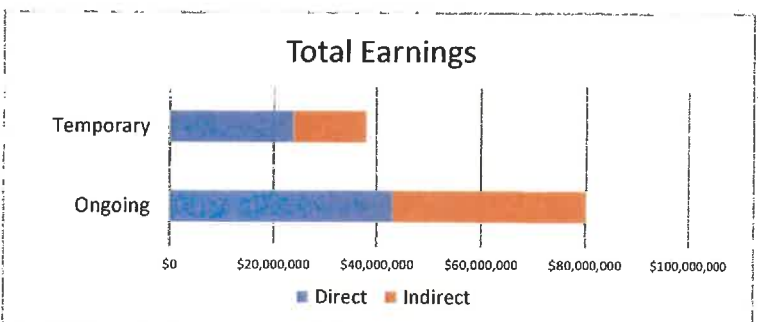 Total Earnings
Temporary
Ongoing
$0 $20,000,000 $40,000,000 $60,000,000 $80,000,000 $100,000,000
Direct Indirect